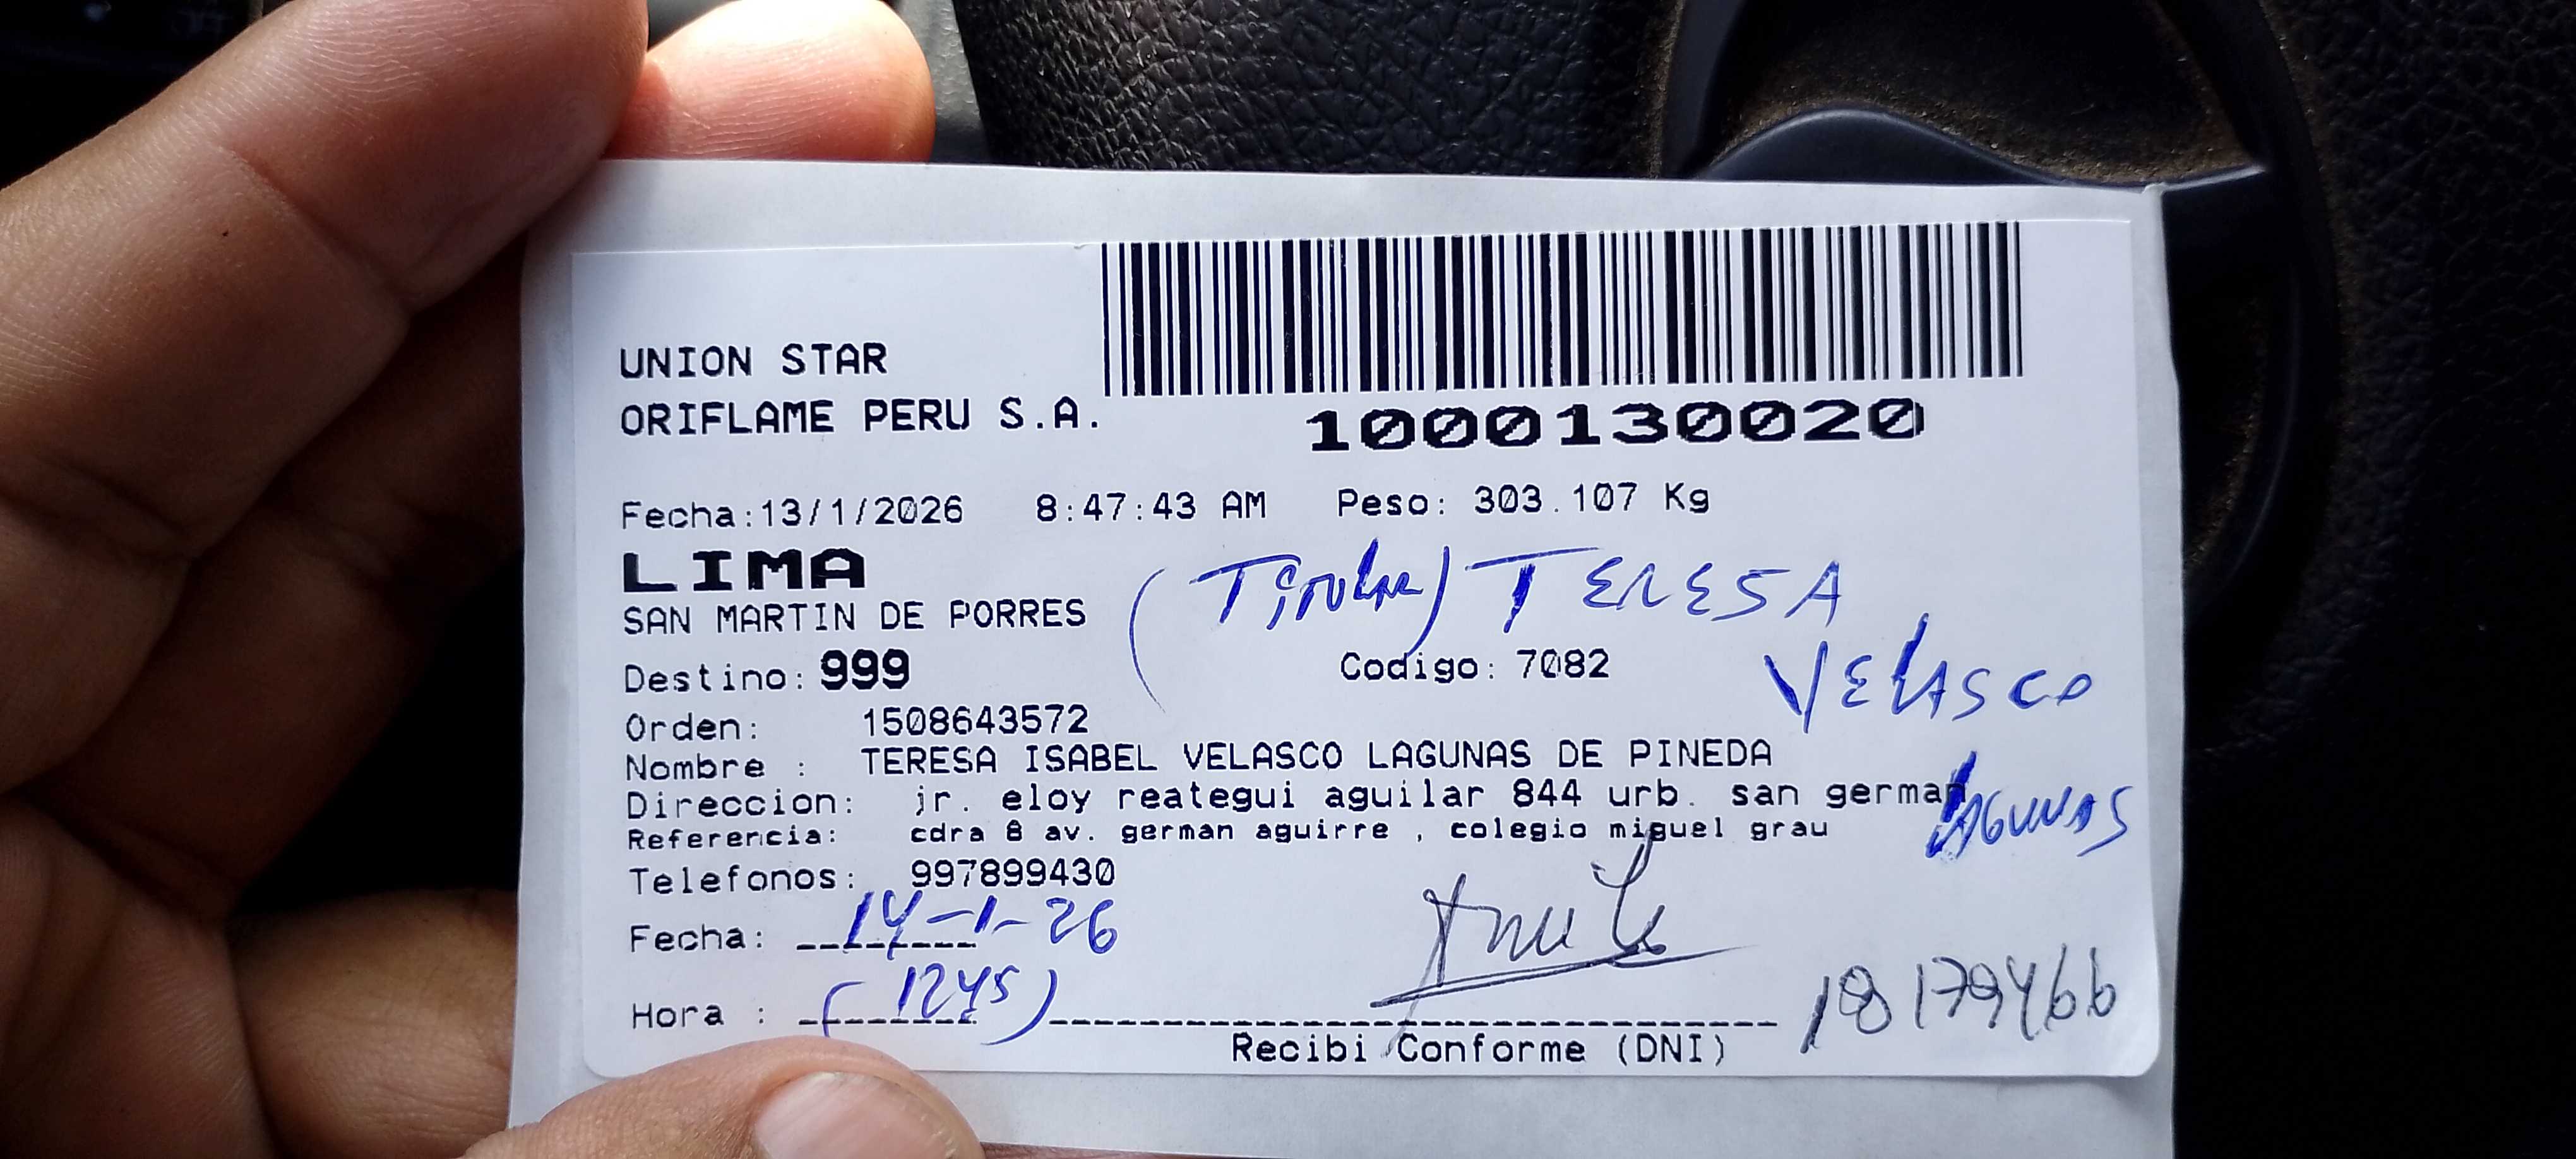 UNION STAR
ORIFLAME PERU S.A.
1000130020
Fecha:13/1/2026 8:47:43 AM Peso: 303.107 Kg
LIMA
(Titular) TERESA
SAN MARTIN DE PORRES
VELASCO
Destino: 999 Codigo: 7082
Orden: 1508643572
Nombre : TERESA ISABEL VELASCO LAGUNAS DE PINEDA
Direccion: jr. eloy reategui aguilar 844 urb. san german
LAGUNAS
Referencia: cdra 8 av. german aguirre , colegio miguel grau
Telefonos: 997899430
Fecha: 14-1-26
Hora : (1245)
18179466
Recibi Conforme (DNI)